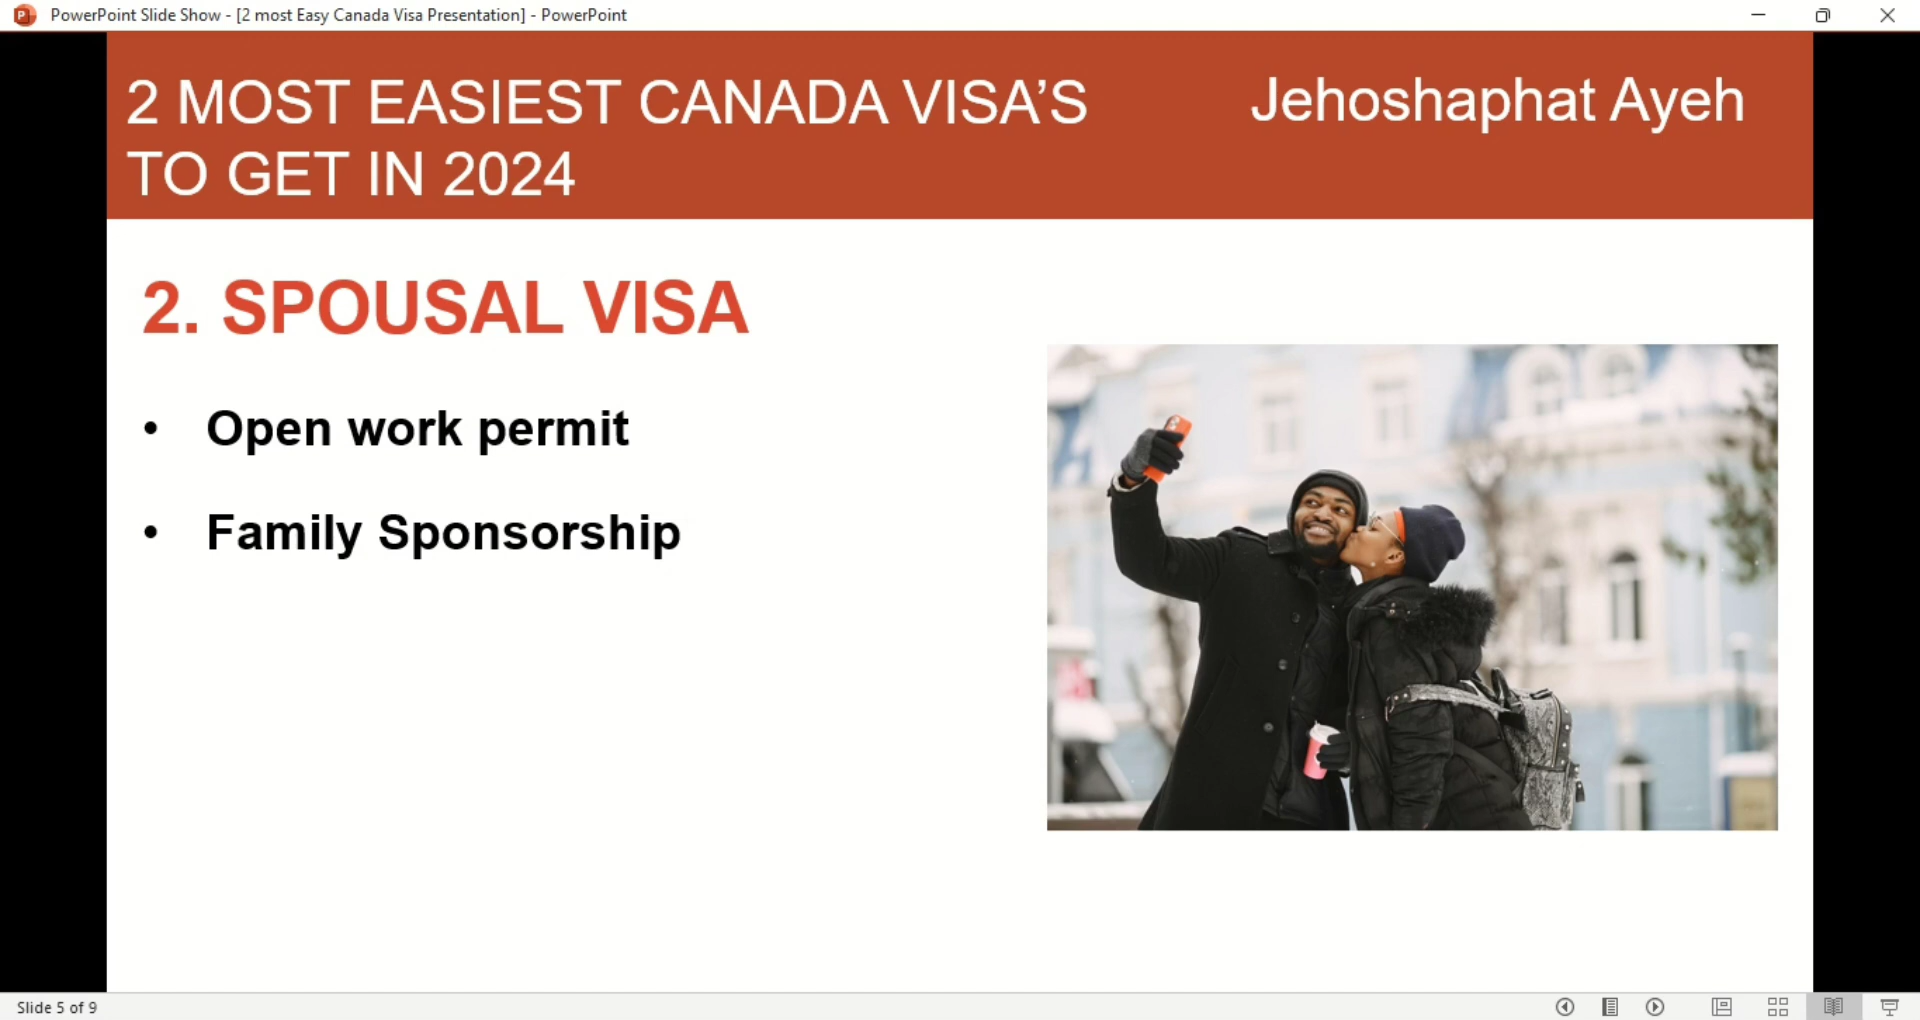 PowerPoint Slide Show - [2 most Easy Canada Visa Presentation] - PowerPoint
2 MOST EASIEST CANADA VISA’S
TO GET IN 2024
Jehoshaphat Ayeh
2. SPOUSAL VISA
• Open work permit
• Family Sponsorship
Slide 5 of 9